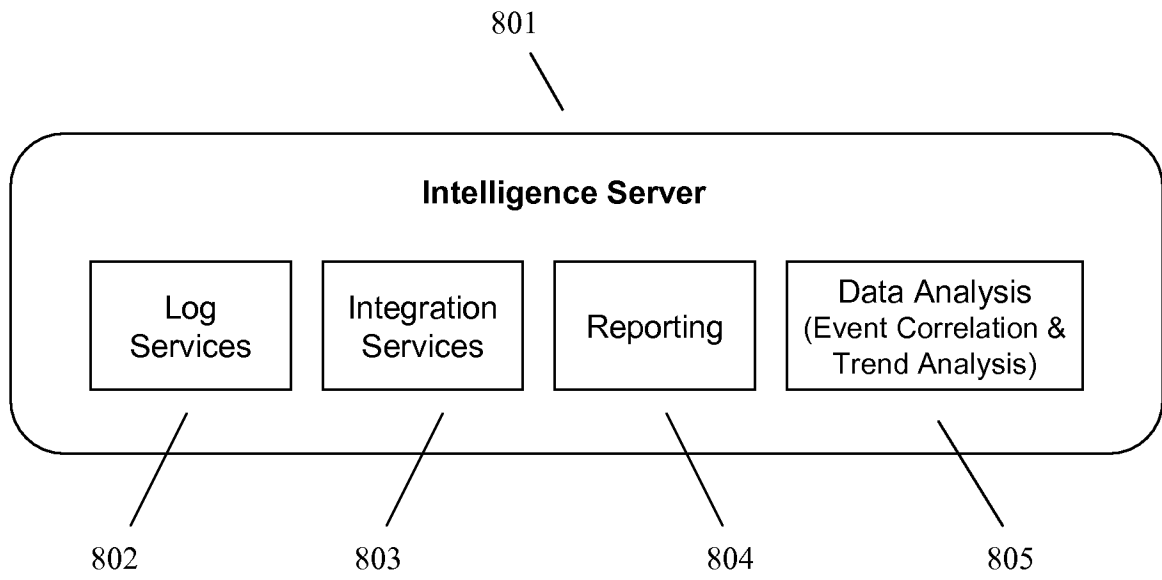 801
Intelligence Server
Log
Services
Integration
Services
Reporting
Data Analysis
(Event Correlation &
Trend Analysis)
802
803
804
805